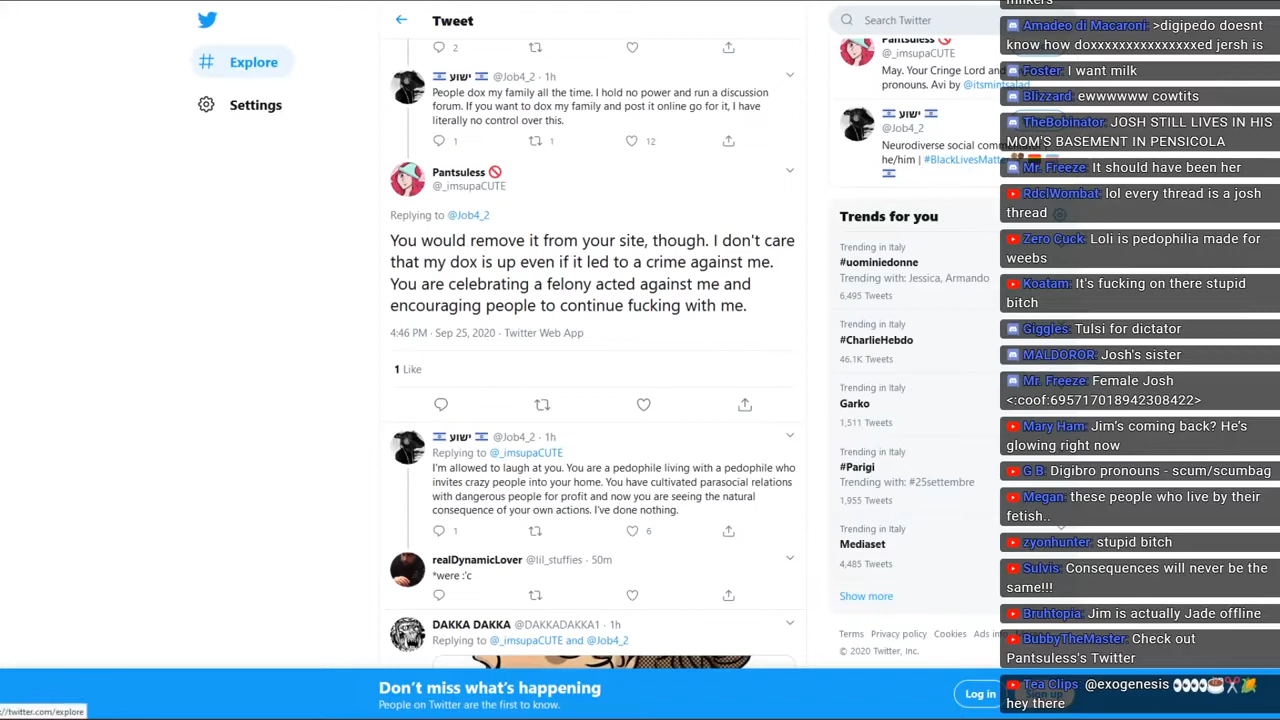 Explore
Settings
Tweet
2
🇮🇱 ישוע 🇮🇱 @Job4_2 · 1h
People dox my family all the time. I hold no power and run a discussion
forum. If you want to dox my family and post it online go for it, I have
literally no control over this.
1
1
12
Pantsuless 🚫
@_imsupaCUTE
Replying to @Job4_2
You would remove it from your site, though. I don't care
that my dox is up even if it led to a crime against me.
You are celebrating a felony acted against me and
encouraging people to continue fucking with me.
4:46 PM · Sep 25, 2020 · Twitter Web App
1 Like
🇮🇱 ישוע 🇮🇱 @Job4_2 · 1h
Replying to @_imsupaCUTE
I'm allowed to laugh at you. You are a pedophile living with a pedophile who
invites crazy people into your home. You have cultivated parasocial relations
with dangerous people for profit and now you are seeing the natural
consequence of your own actions. I've done nothing.
1
6
realDynamicLover @lil_stuffies · 50m
*were :'c
DAKKA DAKKA @DAKKADAKKA1 · 1h
Replying to @_imsupaCUTE and @Job4_2
Search Twitter
Pantsuless 🚫
@_imsupaCUTE
May. Your Cringe Lord and
pronouns. Avi by @itsmintsalad
🇮🇱 ישוע 🇮🇱
@Job4_2
Neurodiverse social comm
he/him | #BlackLivesMatte
Trends for you
Trending in Italy
#uominiedonne
Trending with: Jessica, Armando
6,495 Tweets
Trending in Italy
#CharlieHebdo
46.1K Tweets
Trending in Italy
Garko
1,511 Tweets
Trending in Italy
#Parigi
Trending with: #25settembre
1,955 Tweets
Trending in Italy
Mediaset
4,485 Tweets
Show more
Terms Privacy policy Cookies Ads in
© 2020 Twitter, Inc.
Amadeo di Macaroni: >digipedo doesnt
know how doxxxxxxxxxxxxxxxed jersh is
Foster: I want milk
Blizzard: ewwwwww cowtits
TheBobinator: JOSH STILL LIVES IN HIS
MOM'S BASEMENT IN PENSICOLA
Mr. Freeze: It should have been her
RdclWombat: lol every thread is a josh
thread
Zero Cuck: Loli is pedophilia made for
weebs
Koatam: It's fucking on there stupid
bitch
Giggles: Tulsi for dictator
MALDOROR: Josh's sister
Mr. Freeze: Female Josh
<:coof:695717018942308422>
Mary Ham: Jim's coming back? He's
glowing right now
G B: Digibro pronouns - scum/scumbag
Megan: these people who live by their
fetish..
zyonhunter: stupid bitch
Sulvis: Consequences will never be the
same!!!
Bruhtopia: Jim is actually Jade offline
BubbyTheMaster: Check out
Pantsuless's Twitter
Tea Clips: @exogenesis
hey there
Don't miss what's happening
People on Twitter are the first to know.
Log in
Sign up
://twitter.com/explore